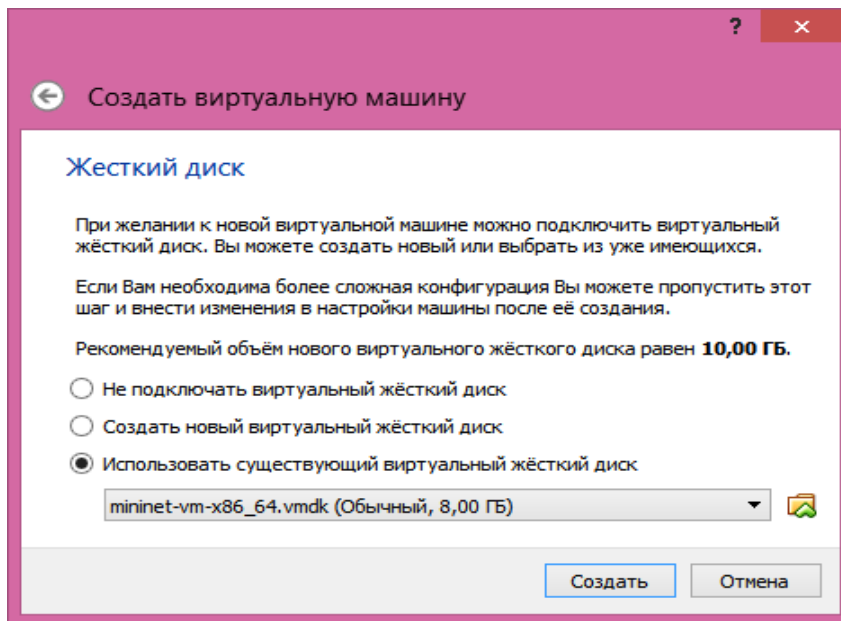 ?
Создать виртуальную машину
Жесткий диск
При желании к новой виртуальной машине можно подключить виртуальный
жёсткий диск. Вы можете создать новый или выбрать из уже имеющихся.
Если Вам необходима более сложная конфигурация Вы можете пропустить этот
шаг и внести изменения в настройки машины после её создания.
Рекомендуемый объём нового виртуального жёсткого диска равен 10,00 ГБ.
Не подключать виртуальный жёсткий диск
Создать новый виртуальный жёсткий диск
Использовать существующий виртуальный жёсткий диск
mininet-vm-x86_64.vmdk (Обычный, 8,00 ГБ)
Создать Отмена